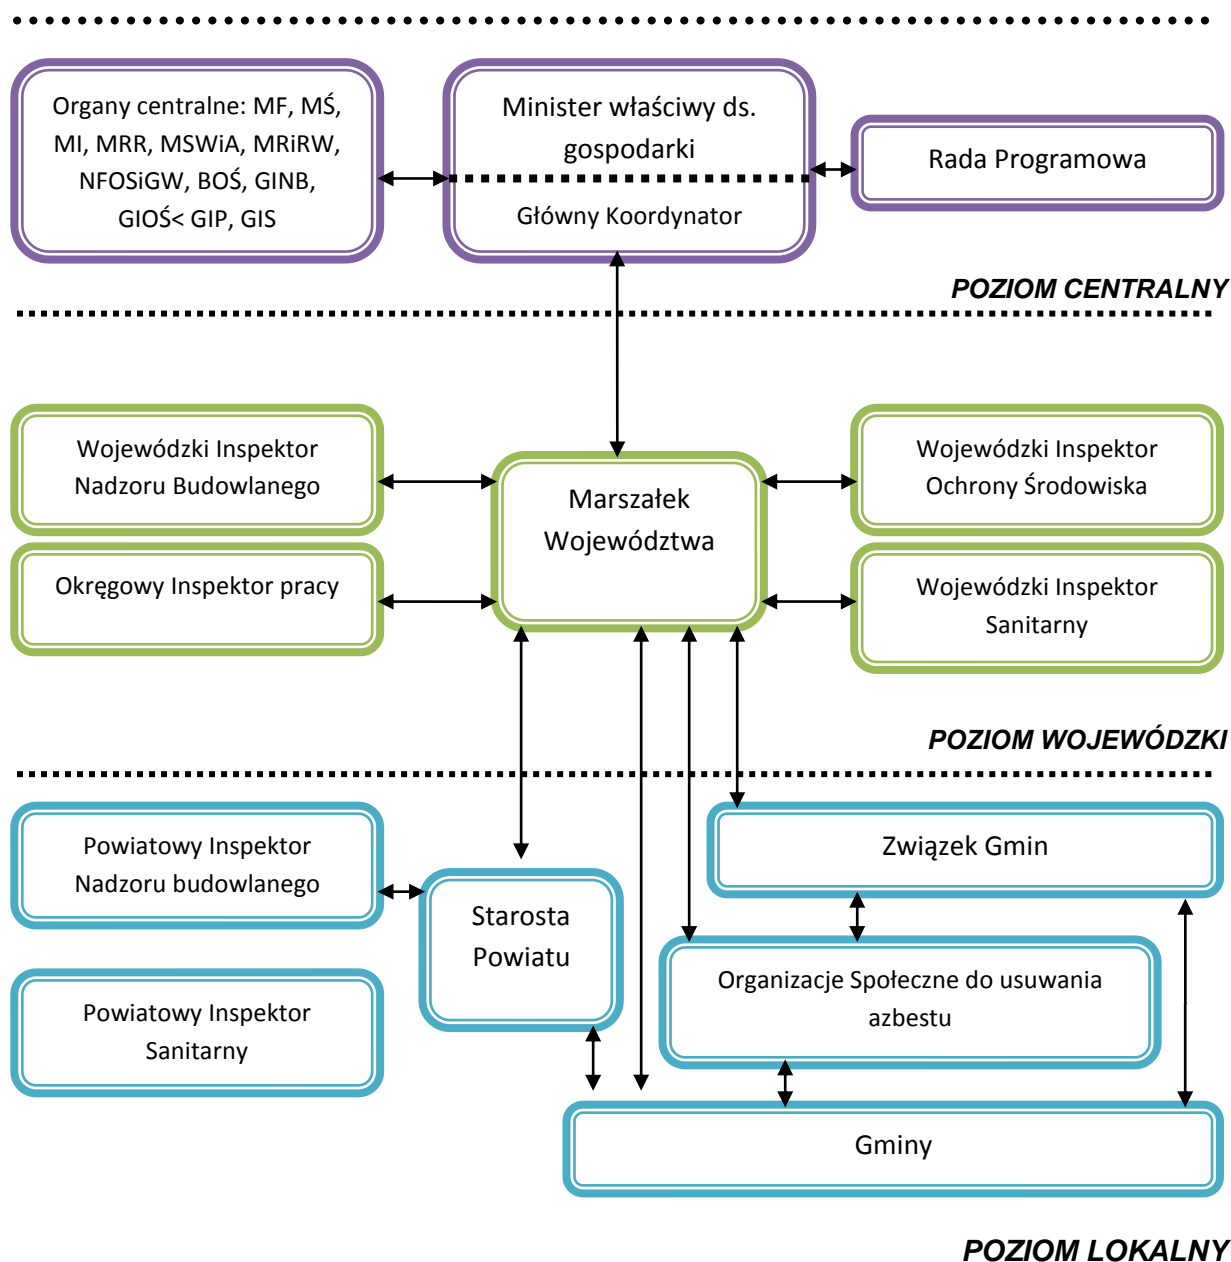 Organy centralne: MF, MŚ,
MI, MRR, MSWiA, MRiRW,
NFOSiGW, BOŚ, GINB,
GIOŚ< GIP, GIS
Minister właściwy ds.
gospodarki
Główny Koordynator
Rada Programowa
POZIOM CENTRALNY
Wojewódzki Inspektor
Nadzoru Budowlanego
Okręgowy Inspektor pracy
Marszałek
Województwa
Wojewódzki Inspektor
Ochrony Środowiska
Wojewódzki Inspektor
Sanitarny
POZIOM WOJEWÓDZKI
Powiatowy Inspektor
Nadzoru budowlanego
Powiatowy Inspektor
Sanitarny
Starosta
Powiatu
Związek Gmin
Organizacje Społeczne do usuwania
azbestu
Gminy
POZIOM LOKALNY